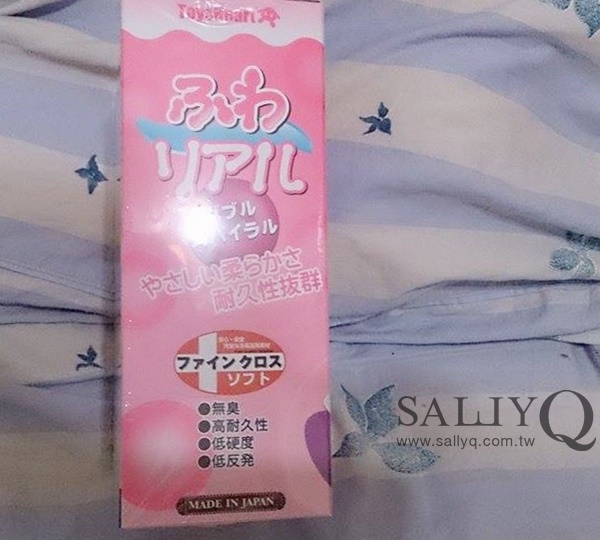 ToysHeart
ふわ
リアル
ブル
パイラル
やさしい柔らかさ
耐久性抜群
ファインクロス
ソフト
●無臭
●高耐久性
●低硬度
●低反発
MADE IN JAPAN
SALLYQ
www.sallyq.com.tw